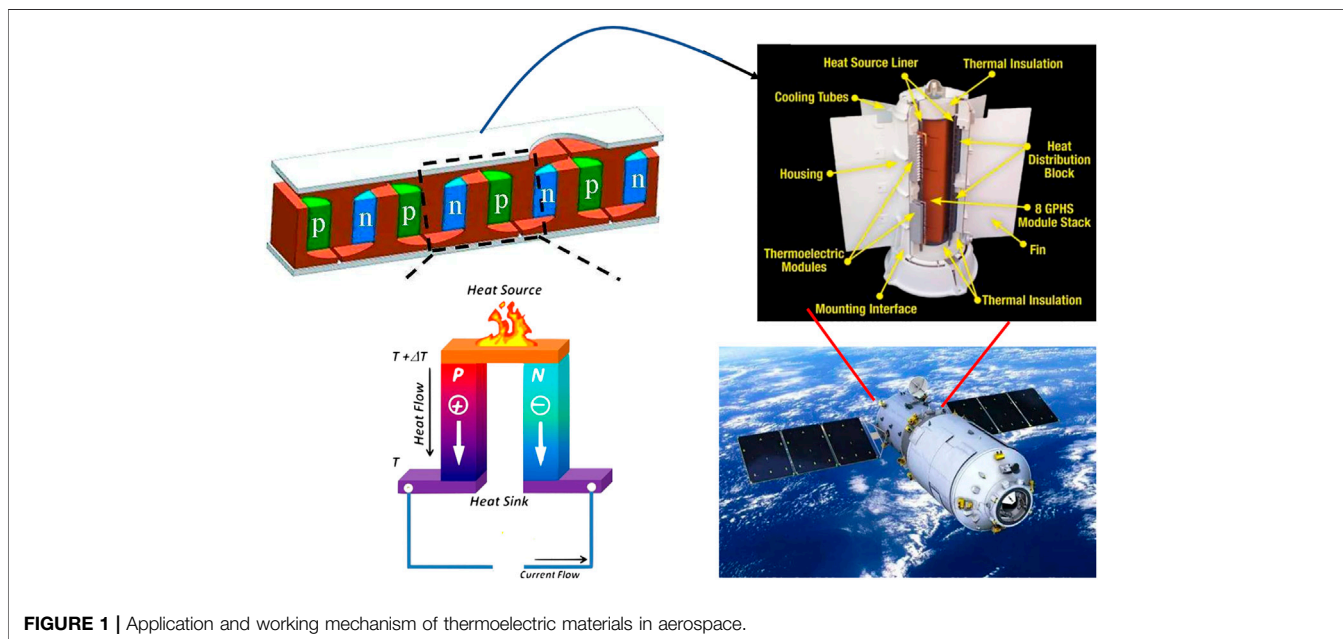 p
n
p
n
p
n
p
n
Heat Source
T +ΔT
P
N
Heat Flow
T
Heat Sink
Current Flow
Heat Source Liner
Thermal Insulation
Cooling Tubes
Housing
Heat
Distribution
Block
8 GPHS
Module Stack
Fin
Thermoelectric
Modules
Mounting Interface
Thermal Insulation
FIGURE 1 | Application and working mechanism of thermoelectric materials in aerospace.